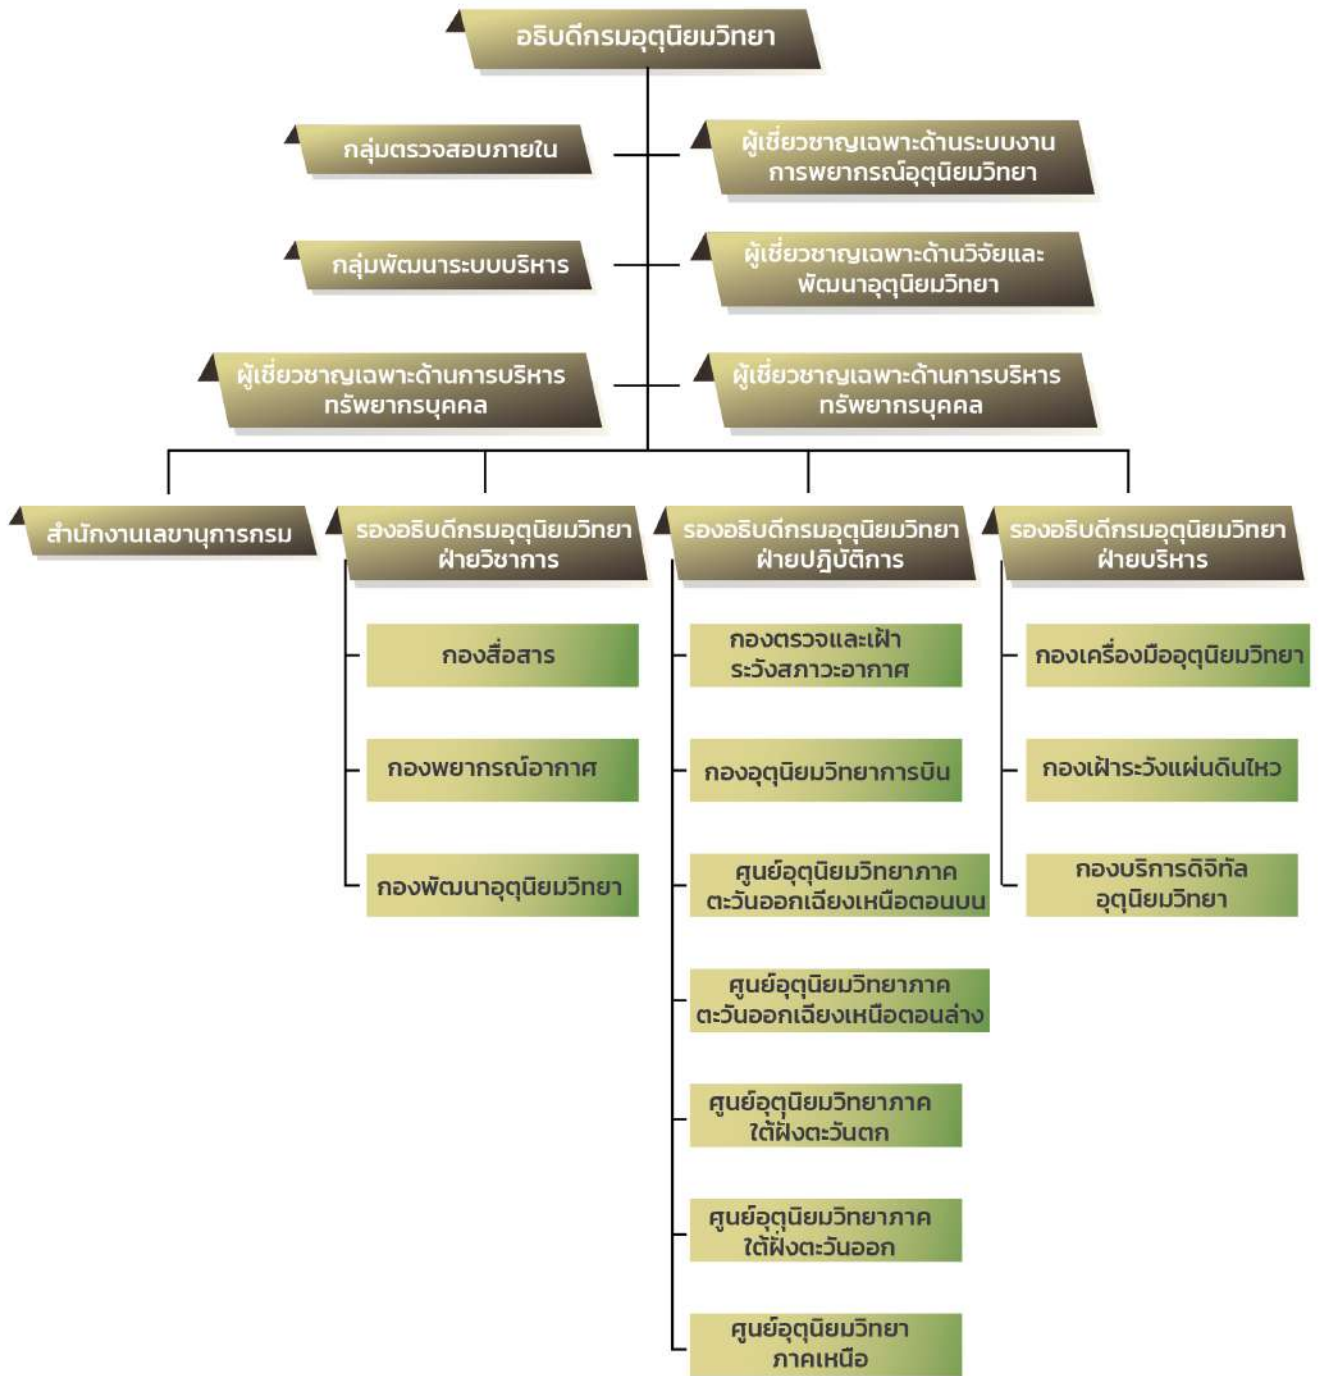 อธิบดีกรมอุตุนิยมวิทยา
กลุ่มตรวจสอบภายใน
ผู้เชี่ยวชาญเฉพาะด้านระบบงาน
การพยากรณ์อุตุนิยมวิทยา
กลุ่มพัฒนาระบบบริหาร
ผู้เชี่ยวชาญเฉพาะด้านวิจัยและ
พัฒนาอุตุนิยมวิทยา
ผู้เชี่ยวชาญเฉพาะด้านการบริหาร
ทรัพยากรบุคคล
ผู้เชี่ยวชาญเฉพาะด้านการบริหาร
ทรัพยากรบุคคล
สำนักงานเลขานุการกรม
รองอธิบดีกรมอุตุนิยมวิทยา
ฝ่ายวิชาการ
กองสื่อสาร
กองพยากรณ์อากาศ
กองพัฒนาอุตุนิยมวิทยา
รองอธิบดีกรมอุตุนิยมวิทยา
ฝ่ายปฎิบัติการ
กองตรวจและเฝ้า
ระวังสภาวะอากาศ
กองอุตุนิยมวิทยาการบิน
ศูนย์อุตุนิยมวิทยาภาค
ตะวันออกเฉียงเหนือตอนบน
ศูนย์อุตุนิยมวิทยาภาค
ตะวันออกเฉียงเหนือตอนล่าง
ศูนย์อุตุนิยมวิทยาภาค
ใต้ฝั่งตะวันตก
ศูนย์อุตุนิยมวิทยาภาค
ใต้ฝั่งตะวันออก
ศูนย์อุตุนิยมวิทยา
ภาคเหนือ
รองอธิบดีกรมอุตุนิยมวิทยา
ฝ่ายบริหาร
กองเครื่องมืออุตุนิยมวิทยา
กองเฝ้าระวังแผ่นดินไหว
กองบริการดิจิทัล
อุตุนิยมวิทยา